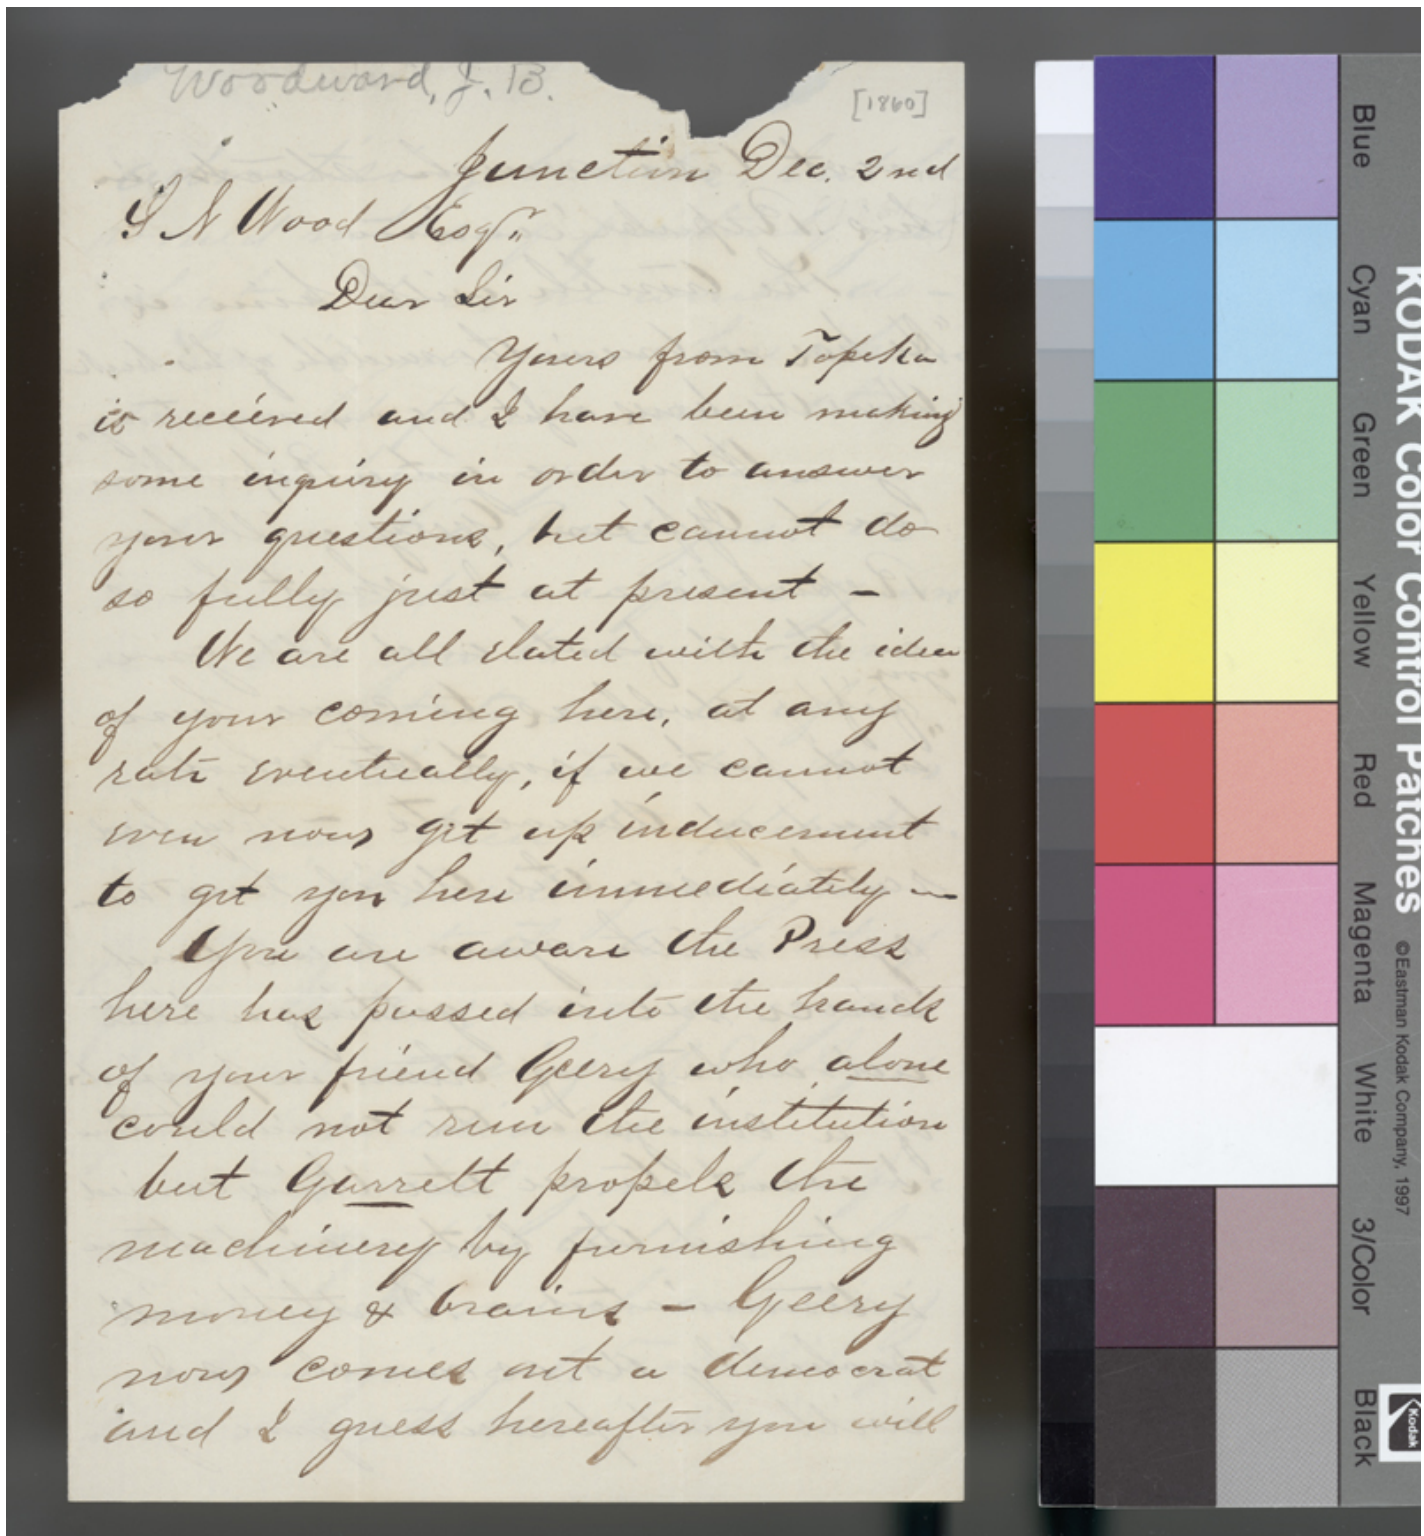 Woodward, J. B.
[1860]
Junction Dec. 2nd
S N Wood Esqr"
Dear Sir
Yours from Topeka
is received and I have been making
some inquiry in order to answer
your questions, but cannot do
so fully just at present –
We are all elated with the idea
of your coming here, at any
rate eventually, if we cannot
even now get up inducement
to get you here immediately –
You are aware the Press
here has passed into the hands
of your friend Geery who alone
could not run the institution
but Garrett propels the
machinery by furnishing
money & brains – Geery
now comes out a democrat
and I guess hereafter you will
KODAK Color Control Patches
©Eastman Kodak Company, 1997
Blue
Cyan
Green
Yellow
Red
Magenta
White
3/Color
Black
Kodak